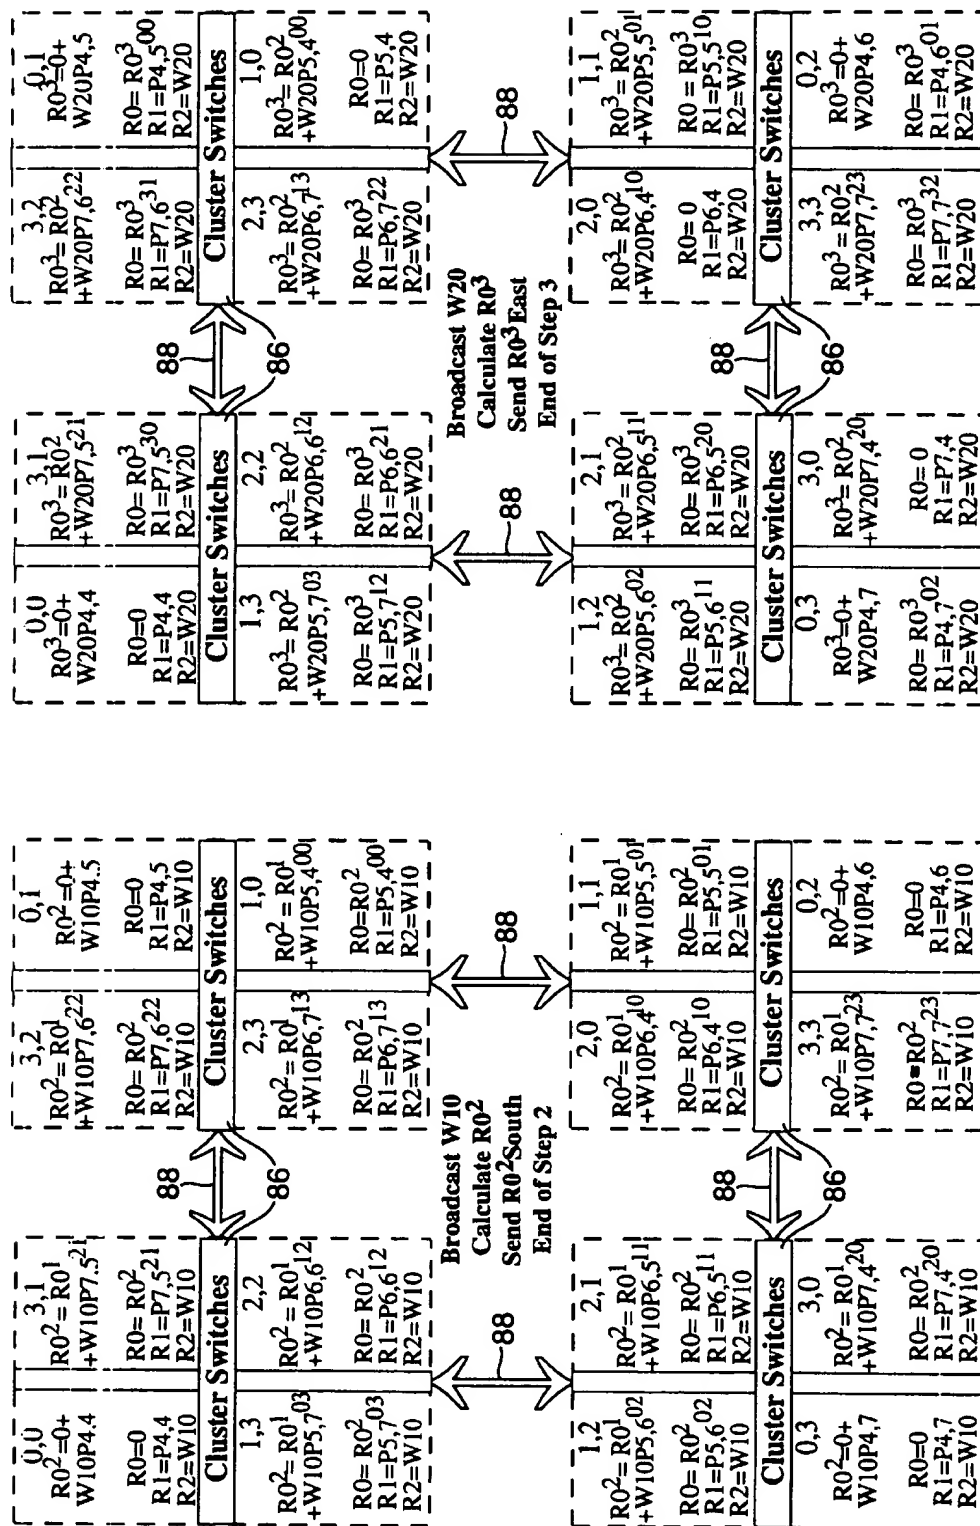 0,0
R0²=0+
W10P4.4
R0=0
R1=P4,4
R2=W10
3,1
R0²= R0¹
+W10P7.5²¹
R0= R0²
R1=P7,5²¹
R2=W10
Cluster Switches
1,3
R0²= R0¹
+W10P5,7⁰³
R0= R0²
R1=P5,7⁰³
R2=W10
2,2
R0²= R0¹
+W10P6,6¹²
R0= R0²
R1=P6,6¹²
R2=W10
88
86
3,2
R0²= R0¹
+W10P7,6²²
R0= R0²
R1=P7,6²²
R2=W10
0,1
R0²=0+
W10P4.5
R0=0
R1=P4,5
R2=W10
Cluster Switches
2,3
R0²= R0¹
+W10P6,7¹³
R0= R0²
R1=P6,7¹³
R2=W10
1,0
R0²= R0¹
+W10P5,4⁰⁰
R0=R0²
R1=P5,4⁰⁰
R2=W10
88
Broadcast W10
Calculate R0²
Send R0²South
End of Step 2
88
1,2
R0²= R0¹
+W10P5,6⁰²
R0= R0²
R1=P5,6⁰²
R2=W10
2,1
R0²= R0¹
+W10P6,5¹¹
R0= R0²
R1=P6,5¹¹
R2=W10
Cluster Switches
0,3
R0²=0+
W10P4,7
R0=0
R1=P4,7
R2=W10
3,0
R0²= R0¹
+W10P7,4²⁰
R0= R0²
R1=P7,4²⁰
R2=W10
88
86
2,0
R0²= R0¹
+W10P6,4¹⁰
R0= R0²
R1=P6,4¹⁰
R2=W10
1,1
R0²= R0¹
+W10P5,5⁰¹
R0= R0²
R1=P5,5⁰¹
R2=W10
Cluster Switches
3,3
R0²= R0¹
+W10P7,7²³
R0=R0²
R1=P7,7²³
R2=W10
0,2
R0²=0+
W10P4,6
R0=0
R1=P4,6
R2=W10
0,0
R0³=0+
W20P4,4
R0=0
R1=P4,4
R2=W20
3,1
R0³= R0²
+W20P7,5²¹
R0= R0³
R1=P7,5³⁰
R2=W20
Cluster Switches
1,3
R0³= R0²
+W20P5,7⁰³
R0= R0³
R1=P5,7¹²
R2=W20
2,2
R0³= R0²
+W20P6,6¹²
R0= R0³
R1=P6,6²¹
R2=W20
88
86
3,2
R0³= R0²
+W20P7,6²²
R0= R0³
R1=P7,6³¹
R2=W20
0,1
R0³=0+
W20P4,5
R0= R0³
R1=P4,5⁰⁰
R2=W20
Cluster Switches
2,3
R0³= R0²
+W20P6,7¹³
R0= R0³
R1=P6,7²²
R2=W20
1,0
R0³= R0²
+W20P5,4⁰⁰
R0=0
R1=P5,4
R2=W20
88
Broadcast W20
Calculate R0³
Send R0³East
End of Step 3
88
1,2
R0³= R0²
+W20P5,6⁰²
R0= R0³
R1=P5,6¹¹
R2=W20
2,1
R0³= R0²
+W20P6,5¹¹
R0= R0³
R1=P6,5²⁰
R2=W20
Cluster Switches
0,3
R0³=0+
W20P4,7
R0= R0³
R1=P4,7⁰²
R2=W20
3,0
R0³= R0²
+W20P7,4²⁰
R0=0
R1=P7,4
R2=W20
88
86
2,0
R0³= R0²
+W20P6,4¹⁰
R0=0
R1=P6,4
R2=W20
1,1
R0³= R0²
+W20P5,5⁰¹
R0 = R0³
R1=P5,5¹⁰
R2=W20
Cluster Switches
3,3
R0³= R0²
+W20P7,7²³
R0= R0³
R1=P7,7³²
R2=W20
0,2
R0³=0+
W20P4,6
R0= R0³
R1=P4,6⁰¹
R2=W20